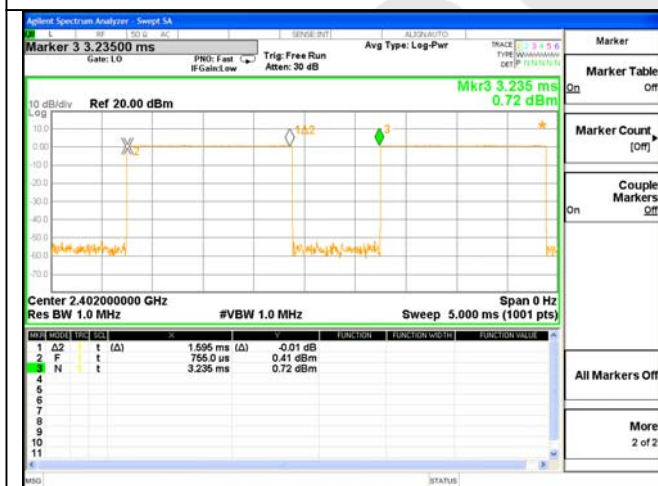 Agilent Spectrum Analyzer - Swept SA
L RF 50 Ω AC SENSE:INT ALIGNAUTO
Marker 3 3.23500 ms
Gate: LO
PNO: Fast
IFGain:Low
Trig: Free Run
Atten: 30 dB
Avg Type: Log-Pwr
TRACE 1 2 3 4 5 6
TYPE
DET P N N N N N
Mkr3 3.235 ms
0.72 dBm
10 dB/div Ref 20.00 dBm
Log
10.0
0.00
-10.0
-20.0
-30.0
-40.0
-50.0
-60.0
-70.0
X2
1Δ2
3
*
Center 2.402000000 GHz
Span 0 Hz
Res BW 1.0 MHz
#VBW 1.0 MHz
Sweep 5.000 ms (1001 pts)
MKR MODE TRC SCL X Y FUNCTION FUNCTION WIDTH FUNCTION VALUE
1 Δ2 1 t (Δ) 1.595 ms (Δ) -0.01 dB
2 F 1 t 755.0 µs 0.41 dBm
3 N 1 t 3.235 ms 0.72 dBm
4
5
6
7
8
9
10
11
MSG
STATUS
Marker
Marker Table
On Off
Marker Count
[Off]
Couple
Markers
On Off
All Markers Off
More
2 of 2